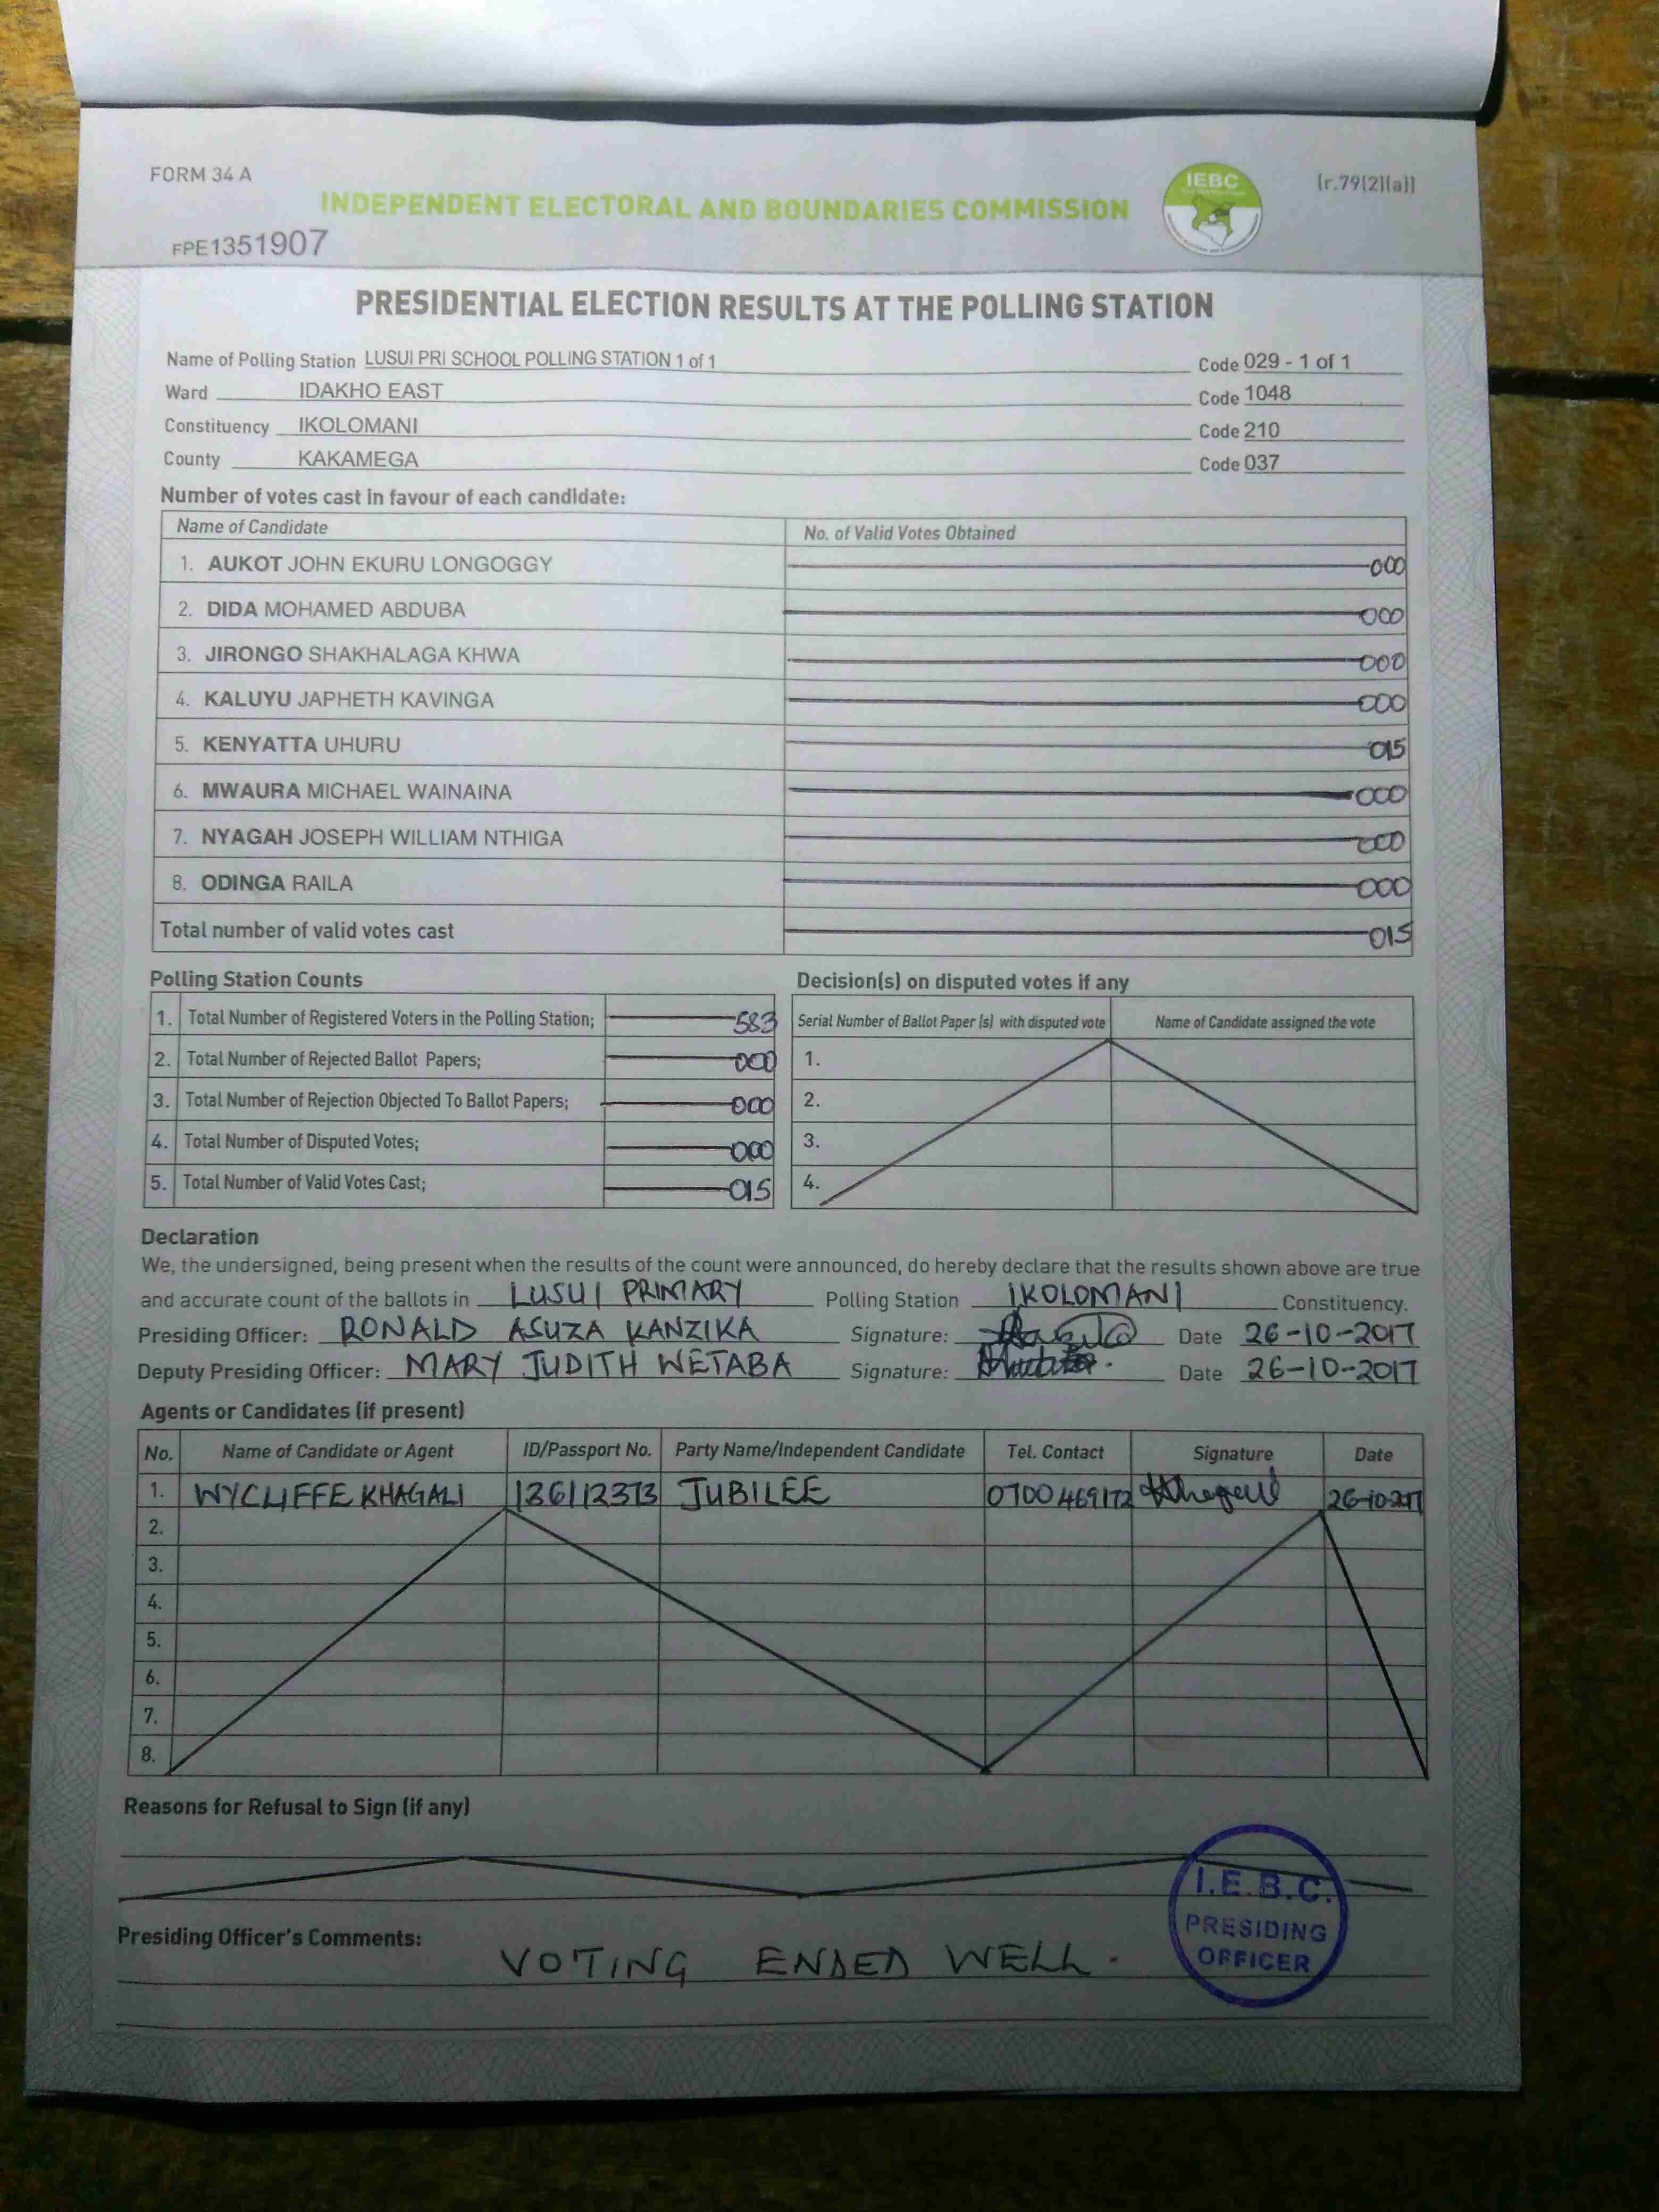 FORM 34 A
IEBC
(r.79(2)(a))
INDEPENDENT ELECTORAL AND BOUNDARIES COMMISSION
FPE1351907
PRESIDENTIAL ELECTION RESULTS AT THE POLLING STATION
Name of Polling Station LUSUI PRI SCHOOL POLLING STATION 1 of 1 Code 029 - 1 of 1
Ward IDAKHO EAST Code 1048
Constituency IKOLOMANI Code 210
County KAKAMEGA Code 037
Number of votes cast in favour of each candidate:
Name of Candidate No. of Valid Votes Obtained
1. AUKOT JOHN EKURU LONGOGGY 000
2. DIDA MOHAMED ABDUBA 000
3. JIRONGO SHAKHALAGA KHWA 000
4. KALUYU JAPHETH KAVINGA 000
5. KENYATTA UHURU 015
6. MWAURA MICHAEL WAINAINA 000
7. NYAGAH JOSEPH WILLIAM NTHIGA 000
8. ODINGA RAILA 000
Total number of valid votes cast 015
Polling Station Counts
1. Total Number of Registered Voters in the Polling Station; 583
2. Total Number of Rejected Ballot Papers; 000
3. Total Number of Rejection Objected To Ballot Papers; 000
4. Total Number of Disputed Votes; 000
5. Total Number of Valid Votes Cast; 015
Decision(s) on disputed votes if any
Serial Number of Ballot Paper (s) with disputed vote Name of Candidate assigned the vote
1.
2.
3.
4.
Declaration
We, the undersigned, being present when the results of the count were announced, do hereby declare that the results shown above are true
and accurate count of the ballots in LUSUI PRIMARY Polling Station IKOLOMANI Constituency.
Presiding Officer: RONALD ASUZA KANZIKA Signature: Date 26-10-2017
Deputy Presiding Officer: MARY JUDITH WETABA Signature: Date 26-10-2017
Agents or Candidates (if present)
No. Name of Candidate or Agent ID/Passport No. Party Name/Independent Candidate Tel. Contact Signature Date
1. WYCLIFFE KHAGALI JUBILEE 0700469172 26-10-2017
2.
3.
4.
5.
6.
7.
8.
Reasons for Refusal to Sign (if any)
I.E.B.C.
PRESIDING
OFFICER
Presiding Officer's Comments: VOTING ENDED WELL.